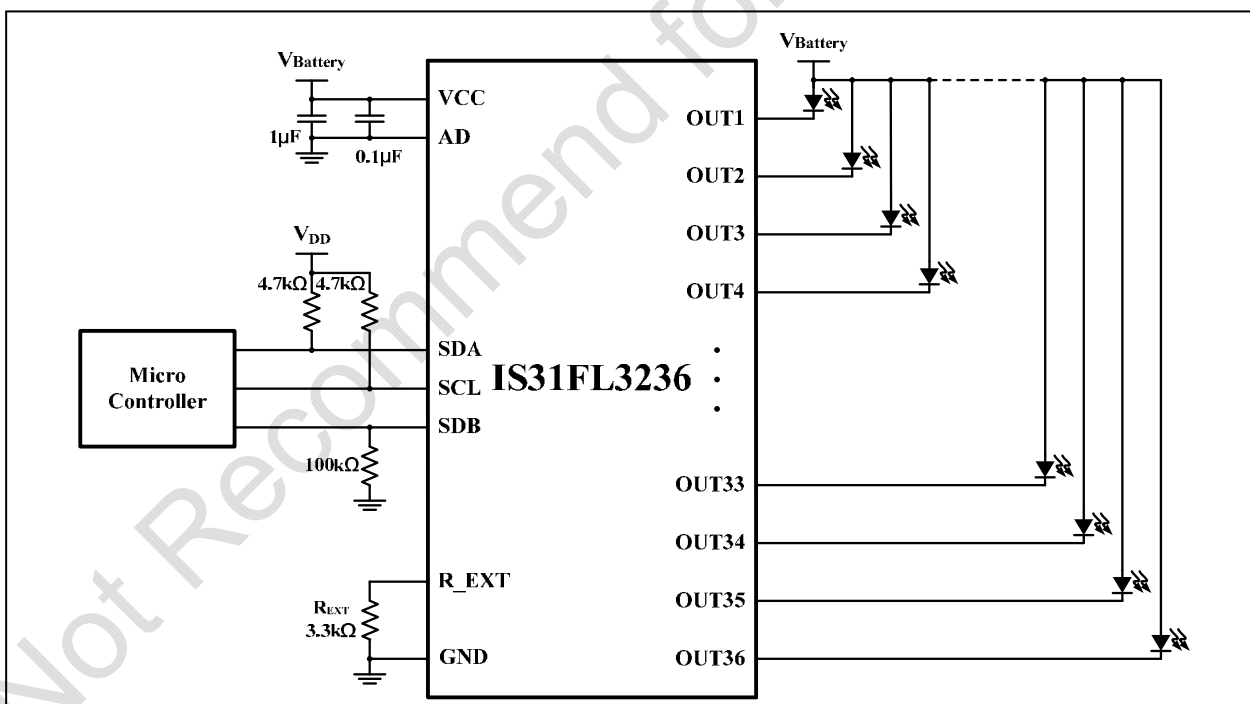 Not Recommend for
VBattery
VCC
1μF
0.1μF
AD
VDD
4.7kΩ
4.7kΩ
Micro
Controller
SDA
SCL
SDB
100kΩ
R_EXT
REXT
3.3kΩ
GND
IS31FL3236
VBattery
OUT1
OUT2
OUT3
OUT4
OUT33
OUT34
OUT35
OUT36